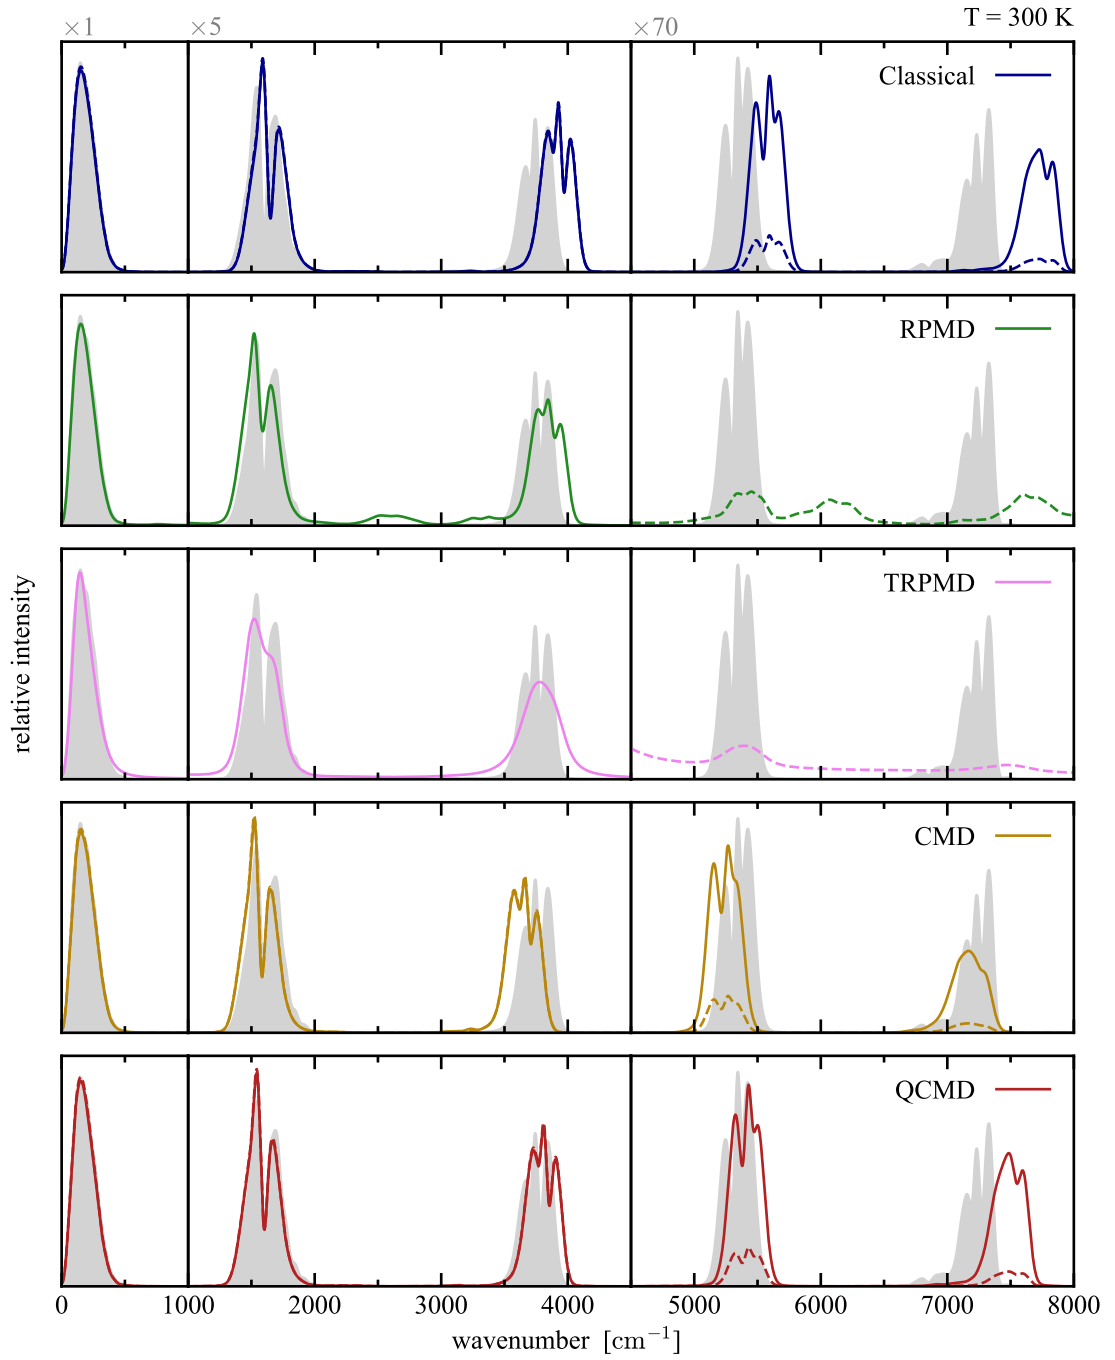 ×1 ×5 ×70 T = 300 K
Classical
RPMD
TRPMD
CMD
QCMD
relative intensity
0 1000 2000 3000 4000 5000 6000 7000 8000
wavenumber [cm⁻¹]